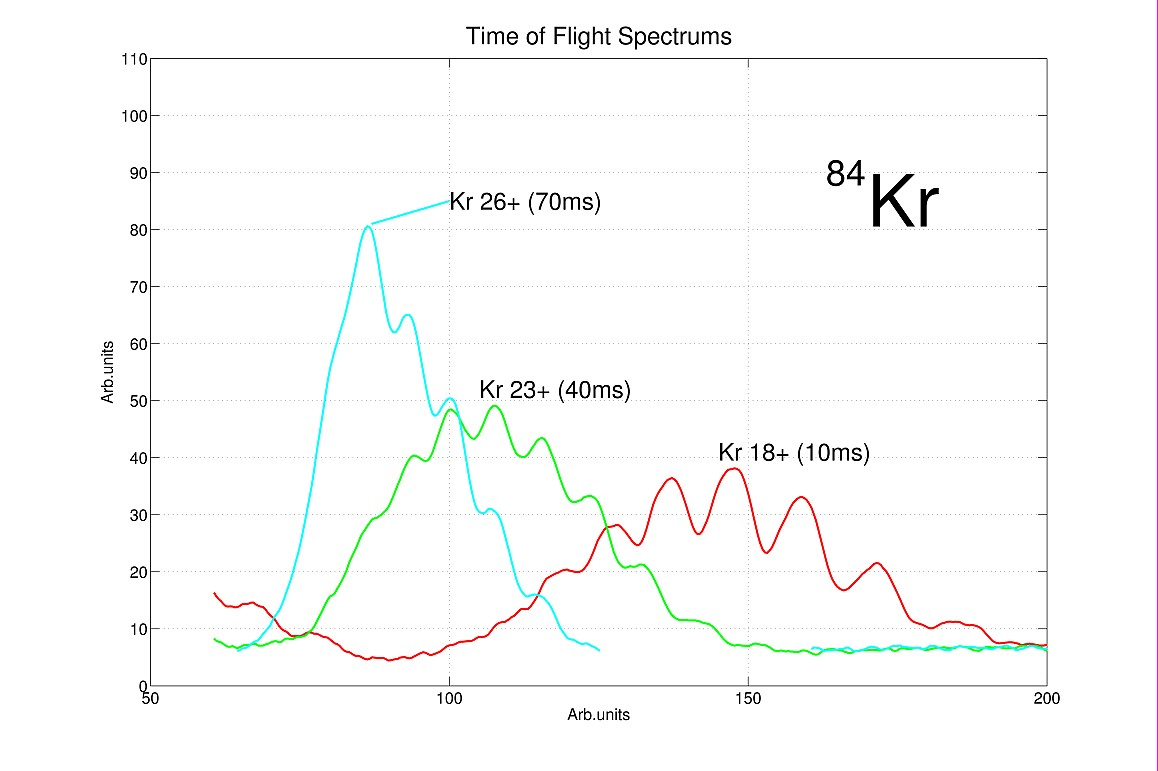 Time of Flight Spectrums
110
100
90
80
70
60
50
40
30
20
10
0
Arb.units
84Kr
Kr 26+ (70ms)
Kr 23+ (40ms)
Kr 18+ (10ms)
50 100 150 200
Arb.units